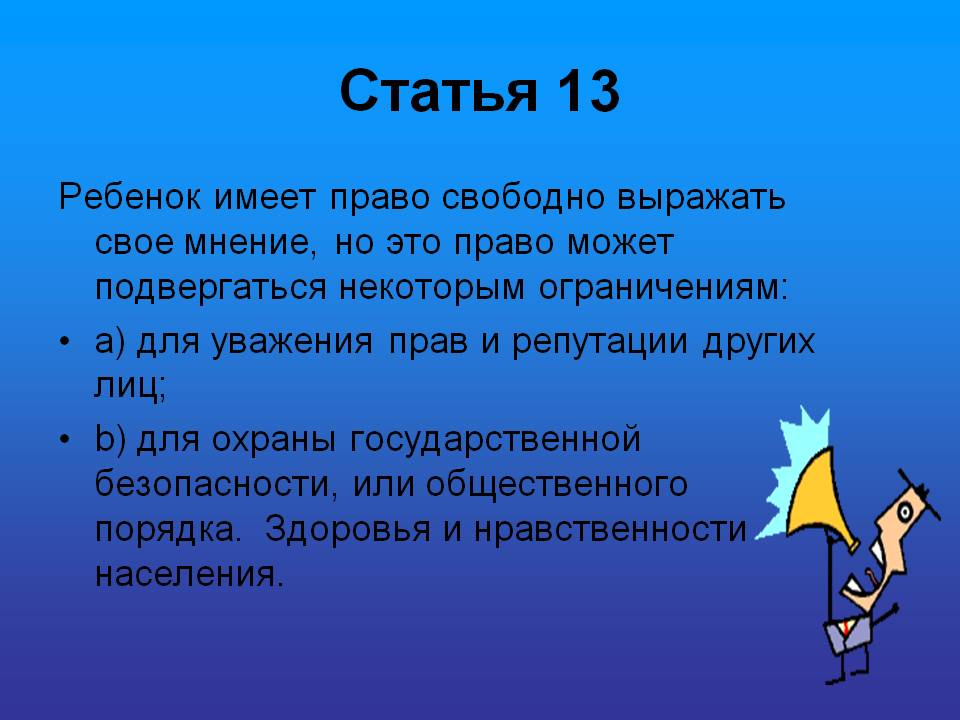 Статья 13
Ребенок имеет право свободно выражать
свое мнение, но это право может
подвергаться некоторым ограничениям:
• a) для уважения прав и репутации других
лиц;
• b) для охраны государственной
безопасности, или общественного
порядка. Здоровья и нравственности
населения.